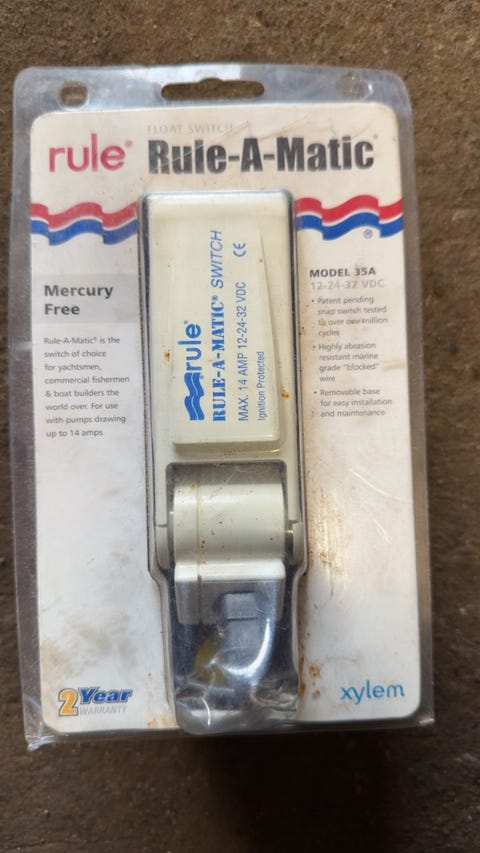 FLOAT SWITCH
rule®
Rule-A-Matic®
®
Mercury
Free
Rule-A-Matic® is the
switch of choice
for yachtsmen,
commercial fishermen
& boat builders the
world over. For use
with pumps drawing
up to 14 amps
rule®
RULE-A-MATIC® SWITCH
MAX. 14 AMP 12-24-32 VDC
Ignition Protected
CE
MODEL 35A
12-24-32 VDC
• Patent pending
snap switch tested
to over one million
cycles
• Highly abrasion
resistant marine
grade "blocked"
wire
• Removable base
for easy installation
and maintenance
2 Year
WARRANTY
xylem